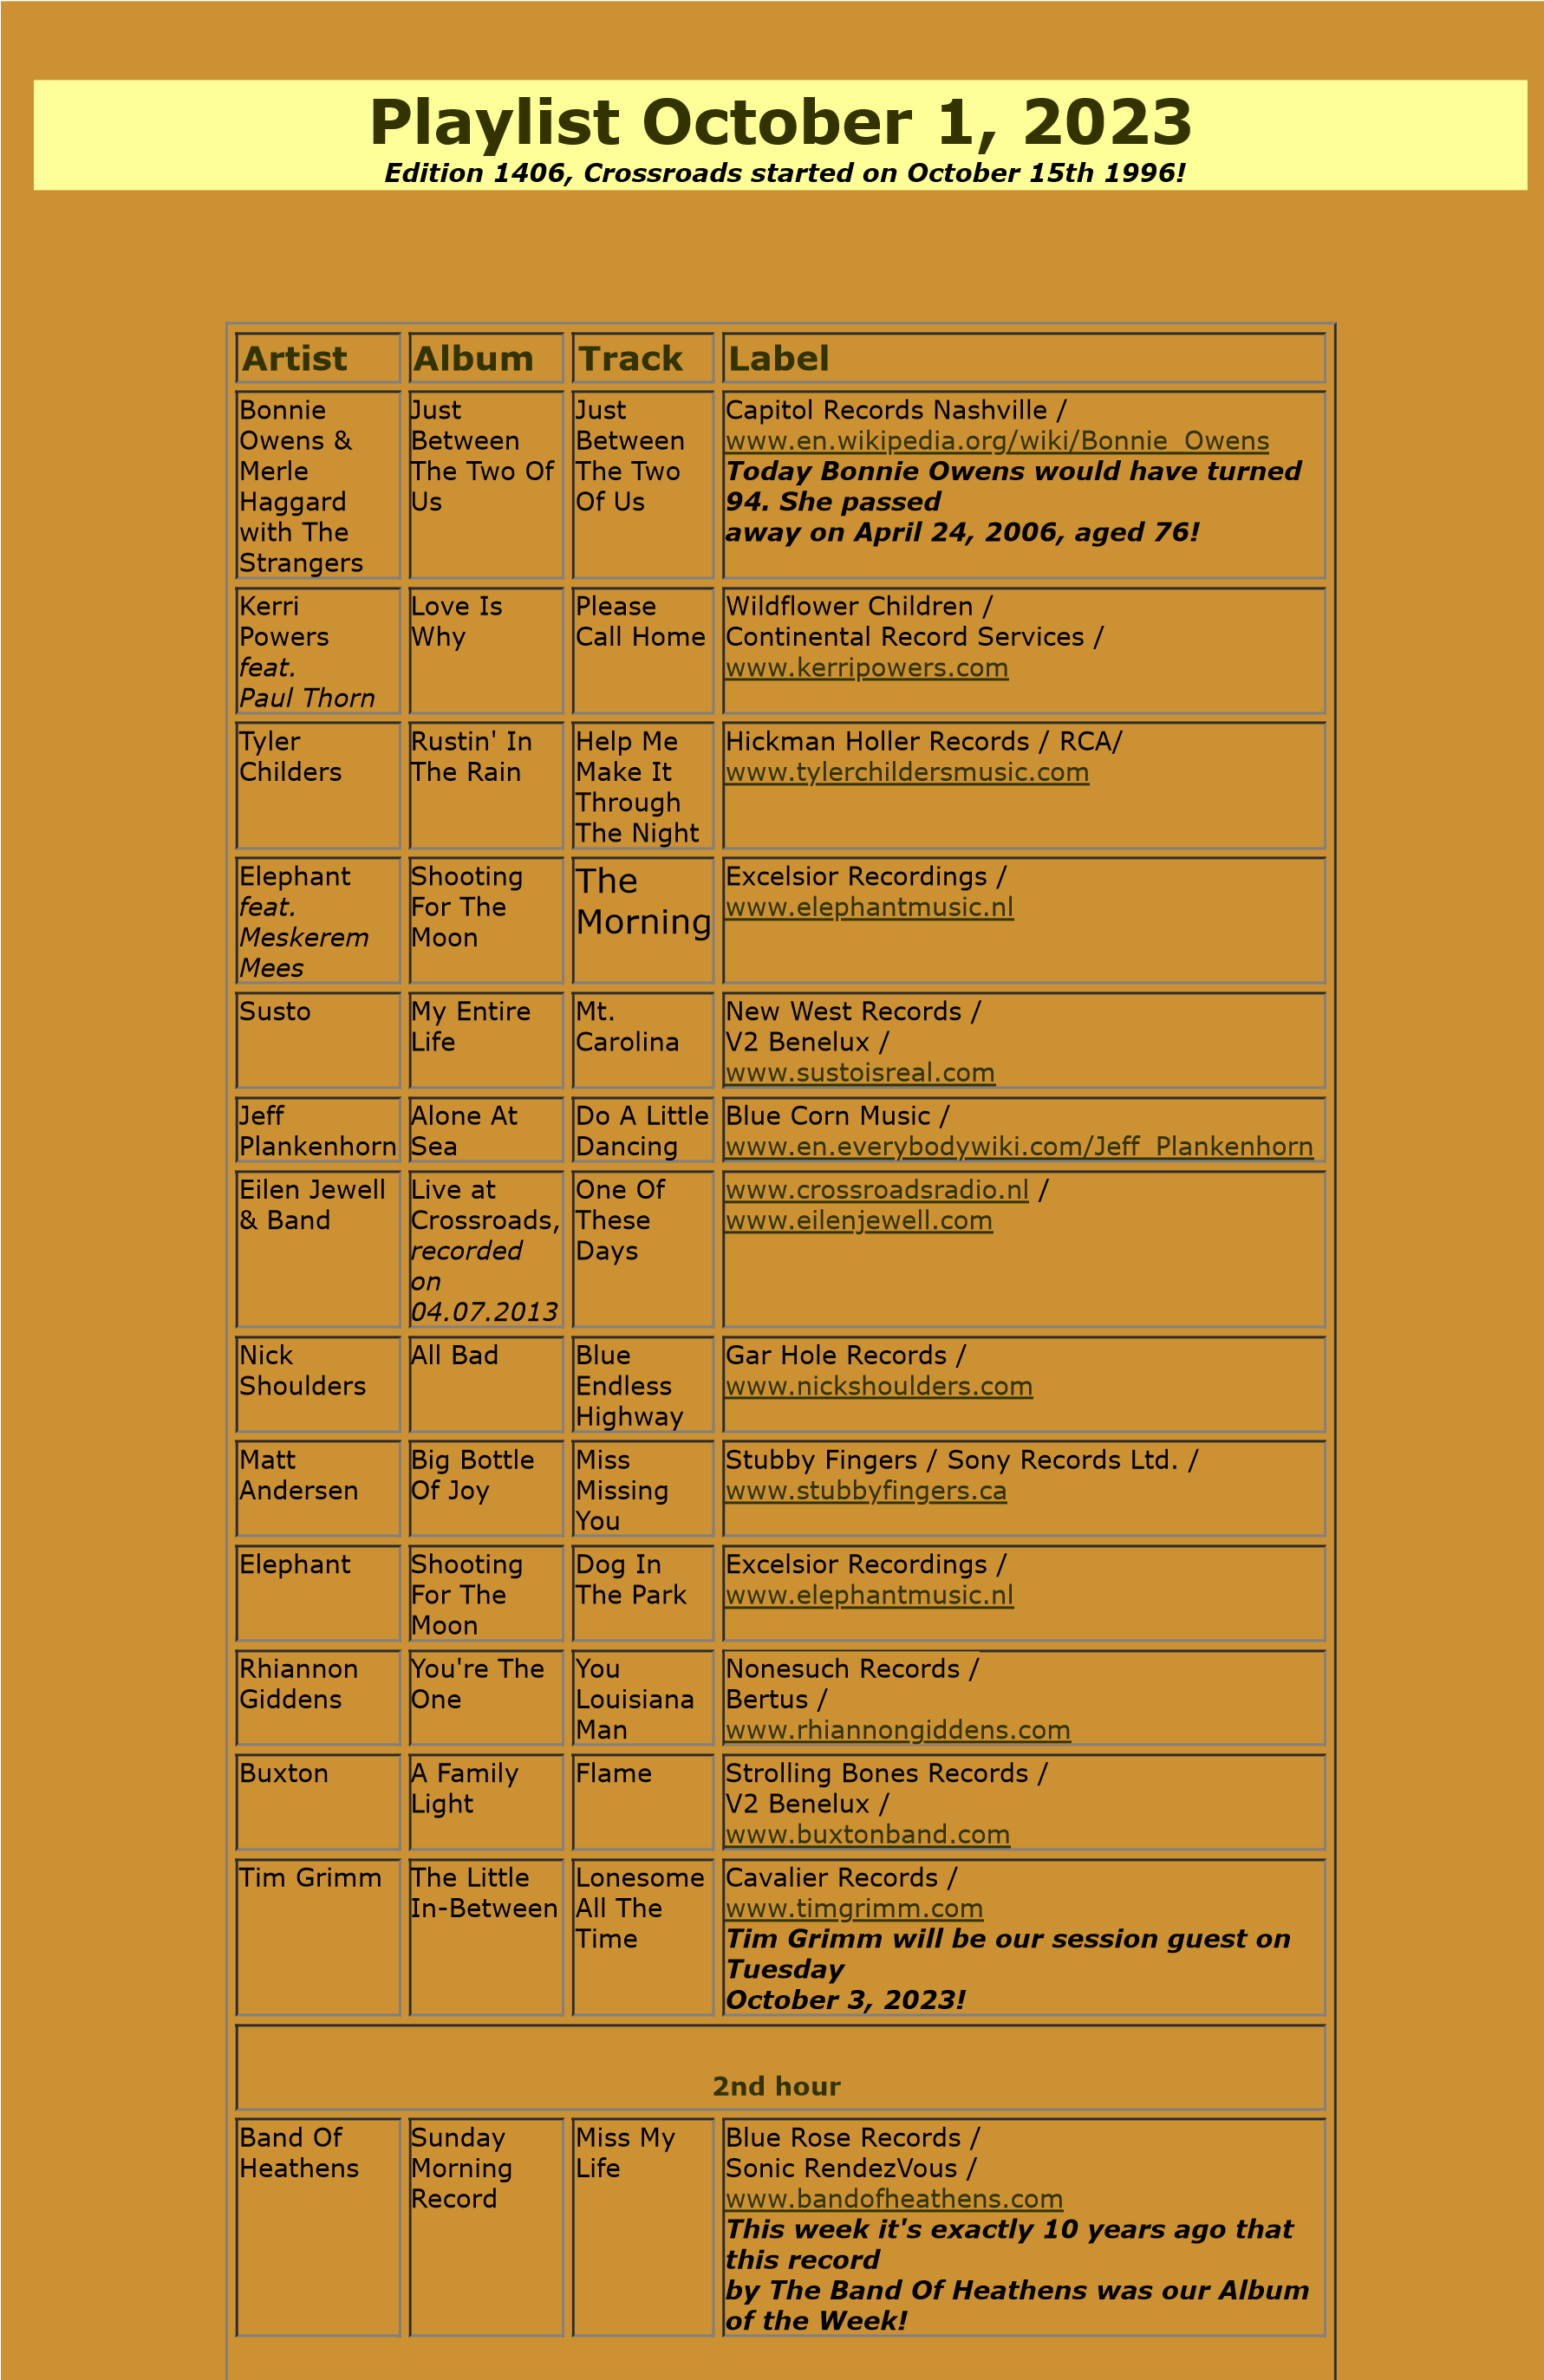 Playlist October 1, 2023
Edition 1406, Crossroads started on October 15th 1996!
Artist
Album
Track
Label
Bonnie
Owens &
Merle
Haggard
with The
Strangers
Just
Between
The Two Of
Us
Just
Between
The Two
Of Us
Capitol Records Nashville /
www.en.wikipedia.org/wiki/Bonnie_Owens
Today Bonnie Owens would have turned
94. She passed
away on April 24, 2006, aged 76!
Kerri
Powers
feat.
Paul Thorn
Love Is
Why
Please
Call Home
Wildflower Children /
Continental Record Services /
www.kerripowers.com
Tyler
Childers
Rustin' In
The Rain
Help Me
Make It
Through
The Night
Hickman Holler Records / RCA/
www.tylerchildersmusic.com
Elephant
feat.
Meskerem
Mees
Shooting
For The
Moon
The
Morning
Excelsior Recordings /
www.elephantmusic.nl
Susto
My Entire
Life
Mt.
Carolina
New West Records /
V2 Benelux /
www.sustoisreal.com
Jeff
Plankenhorn
Alone At
Sea
Do A Little
Dancing
Blue Corn Music /
www.en.everybodywiki.com/Jeff_Plankenhorn
Eilen Jewell
& Band
Live at
Crossroads,
recorded
on
04.07.2013
One Of
These
Days
www.crossroadsradio.nl /
www.eilenjewell.com
Nick
Shoulders
All Bad
Blue
Endless
Highway
Gar Hole Records /
www.nickshoulders.com
Matt
Andersen
Big Bottle
Of Joy
Miss
Missing
You
Stubby Fingers / Sony Records Ltd. /
www.stubbyfingers.ca
Elephant
Shooting
For The
Moon
Dog In
The Park
Excelsior Recordings /
www.elephantmusic.nl
Rhiannon
Giddens
You're The
One
You
Louisiana
Man
Nonesuch Records /
Bertus /
www.rhiannongiddens.com
Buxton
A Family
Light
Flame
Strolling Bones Records /
V2 Benelux /
www.buxtonband.com
Tim Grimm
The Little
In-Between
Lonesome
All The
Time
Cavalier Records /
www.timgrimm.com
Tim Grimm will be our session guest on
Tuesday
October 3, 2023!
2nd hour
Band Of
Heathens
Sunday
Morning
Record
Miss My
Life
Blue Rose Records /
Sonic RendezVous /
www.bandofheathens.com
This week it's exactly 10 years ago that
this record
by The Band Of Heathens was our Album
of the Week!